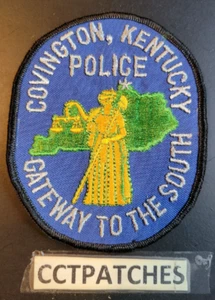 COVINGTON, KENTUCKY
POLICE
GATEWAY TO THE SOUTH
CCTPATCHES